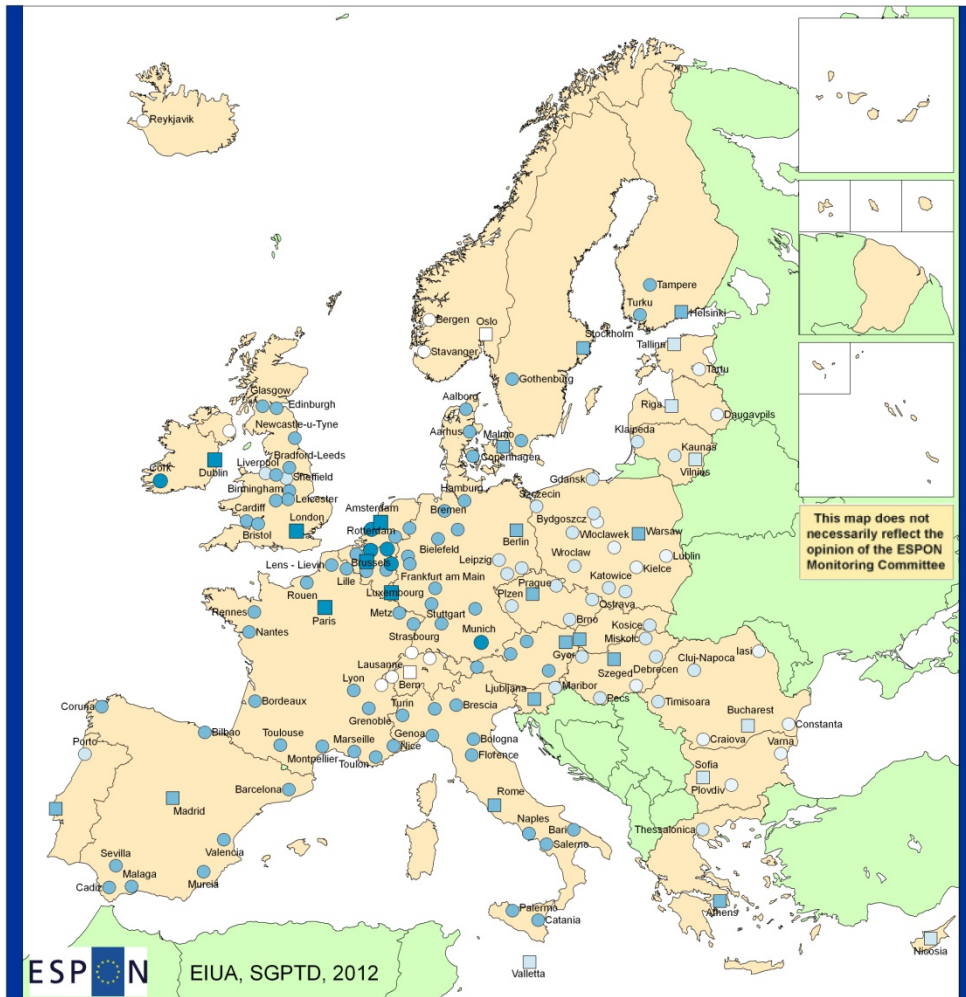 Reykjavik
Tampere
Turku
Helsinki
Bergen
Oslo
Stockholm
Stavanger
Tallinn
Tartu
Gothenburg
Glasgow
Edinburgh
Aalborg
Riga
Daugavpils
Newcastle-u-Tyne
Aarhus
Malmo
Klaipeda
Kaunas
Copenhagen
Vilnius
Bradford-Leeds
Liverpool
Cork
Dublin
Sheffield
Birmingham
Leicester
Hamburg
Gdansk
Szczecin
Cardiff
London
Amsterdam
Bremen
Bydgoszcz
Bristol
Rotterdam
Wloclawek
Warsaw
This map does not
necessarily reflect the
opinion of the ESPON
Monitoring Committee
Bielefeld
Berlin
Lens - Lievin
Brussels
Leipzig
Wroclaw
Lublin
Lille
Frankfurt am Main
Prague
Kielce
Rouen
Luxembourg
Plzen
Katowice
Rennes
Paris
Metz
Stuttgart
Ostrava
Nantes
Strasbourg
Munich
Brno
Kosice
Miskolc
Lausanne
Gyor
Iasi
Lyon
Bern
Szeged
Debrecen
Cluj-Napoca
Ljubljana
Maribor
Pecs
Coruna
Bordeaux
Turin
Brescia
Timisoara
Bucharest
Grenoble
Constanta
Porto
Bilbao
Toulouse
Marseille
Genoa
Nice
Bologna
Craiova
Varna
Montpellier
Toulon
Florence
Sofia
Plovdiv
Barcelona
Rome
Madrid
Naples
Bari
Thessalonica
Valencia
Salerno
Sevilla
Malaga
Cadiz
Murcia
Palermo
Catania
Athens
Nicosia
Valletta
ESPON
EIUA, SGPTD, 2012